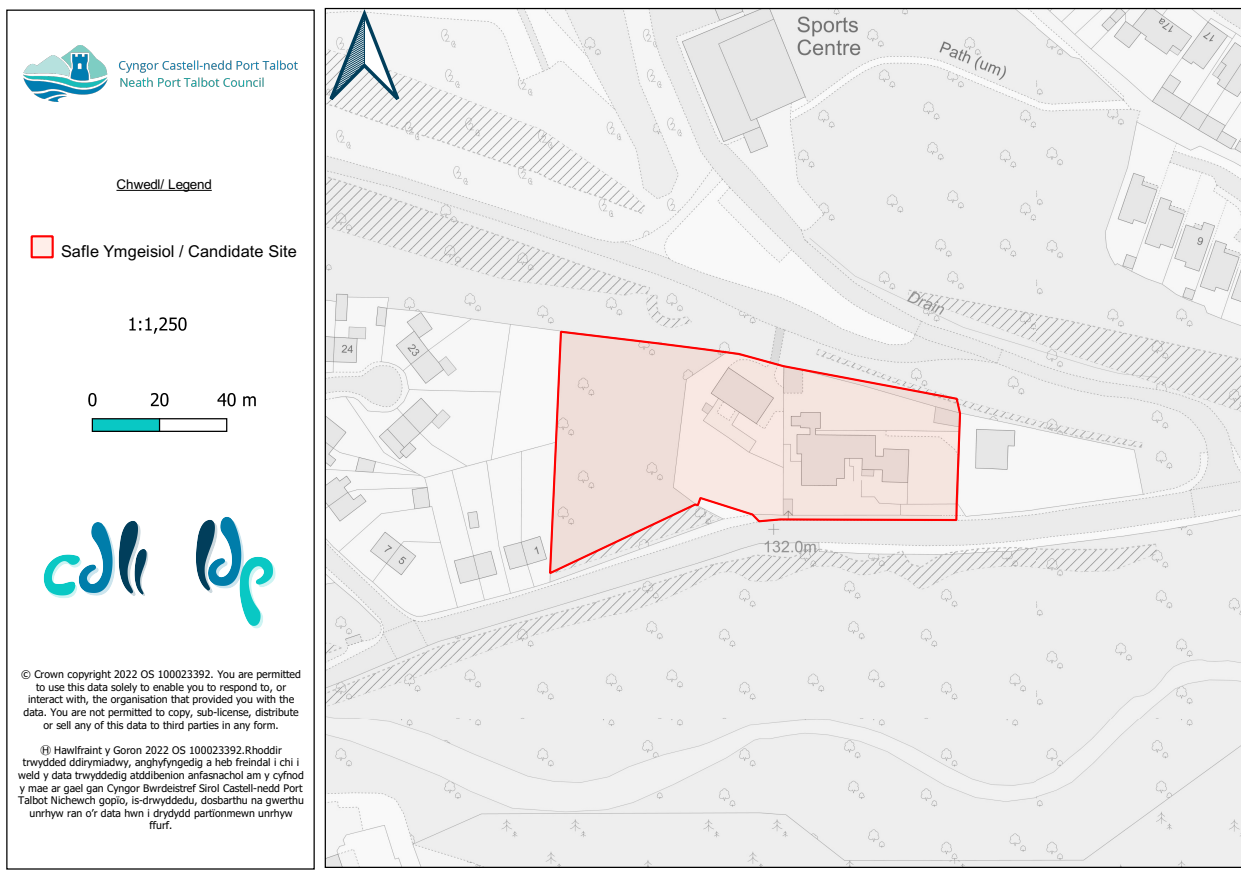 Cyngor Castell-nedd Port Talbot
Neath Port Talbot Council
Chwedl/ Legend
Safle Ymgeisiol / Candidate Site
1:1,250
0 20 40 m
cdll ldp
© Crown copyright 2022 OS 100023392. You are permitted
to use this data solely to enable you to respond to, or
interact with, the organisation that provided you with the
data. You are not permitted to copy, sub-license, distribute
or sell any of this data to third parties in any form.
Ⓗ Hawlfraint y Goron 2022 OS 100023392.Rhoddir
trwydded ddirymiadwy, anghyfyngedig a heb freindal i chi i
weld y data trwyddedig atddibenion anfasnachol am y cyfnod
y mae ar gael gan Cyngor Bwrdeistref Sirol Castell-nedd Port
Talbot Nichewch gopïo, is-drwyddedu, dosbarthu na gwerthu
unrhyw ran o'r data hwn i drydydd partïonmewn unrhyw
ffurf.
Sports
Centre
Path (um)
17a
17
9
Drain
24
23
7
5
1
132.0m